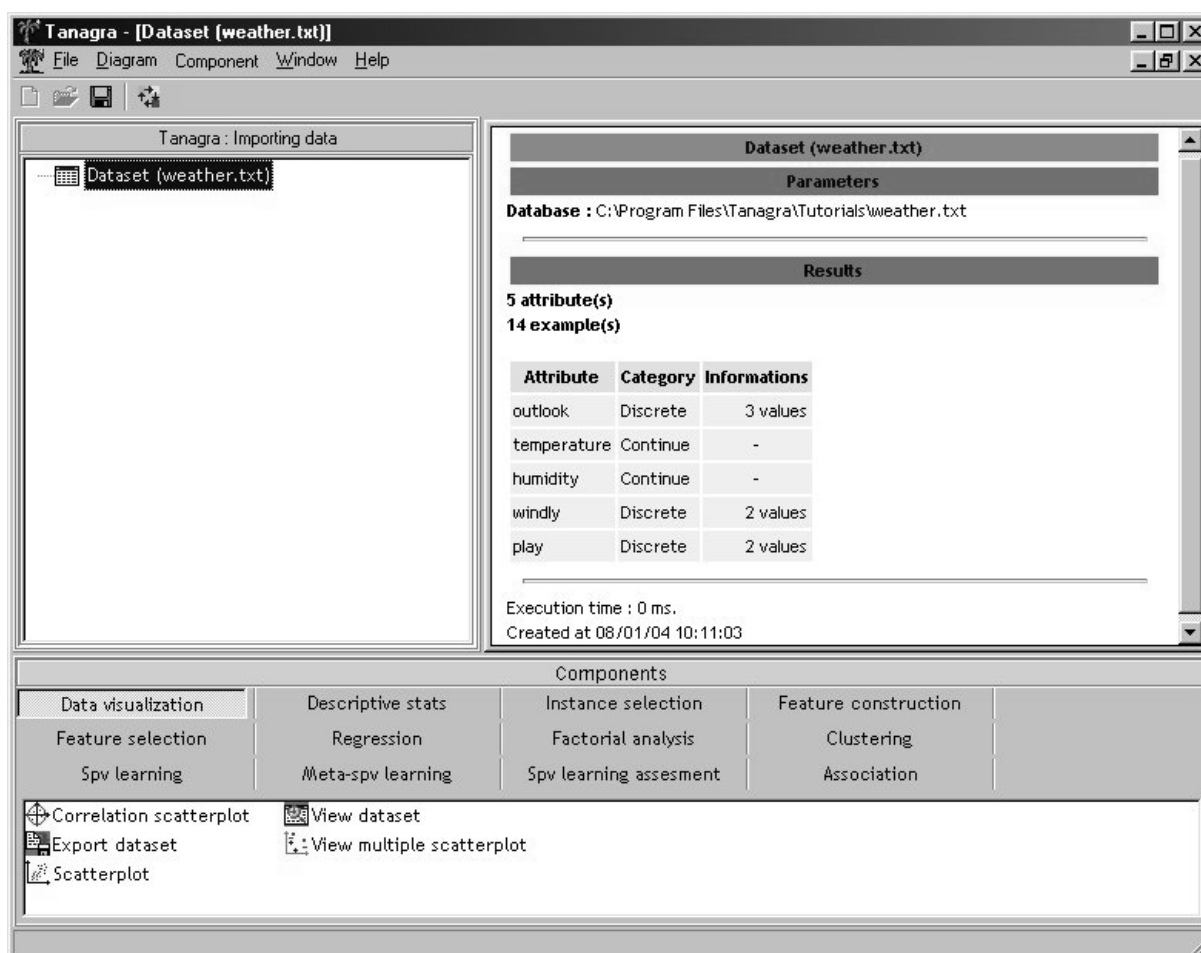 Tanagra - [Dataset (weather.txt)]
File Diagram Component Window Help
Tanagra : Importing data
Dataset (weather.txt)
Dataset (weather.txt)
Parameters
Database : C:\Program Files\Tanagra\Tutorials\weather.txt
Results
5 attribute(s)
14 example(s)
Attribute Category Informations
outlook Discrete 3 values
temperature Continue -
humidity Continue -
windly Discrete 2 values
play Discrete 2 values
Execution time : 0 ms.
Created at 08/01/04 10:11:03
Components
Data visualization Descriptive stats Instance selection Feature construction
Feature selection Regression Factorial analysis Clustering
Spv learning Meta-spv learning Spv learning assesment Association
Correlation scatterplot View dataset
Export dataset View multiple scatterplot
Scatterplot